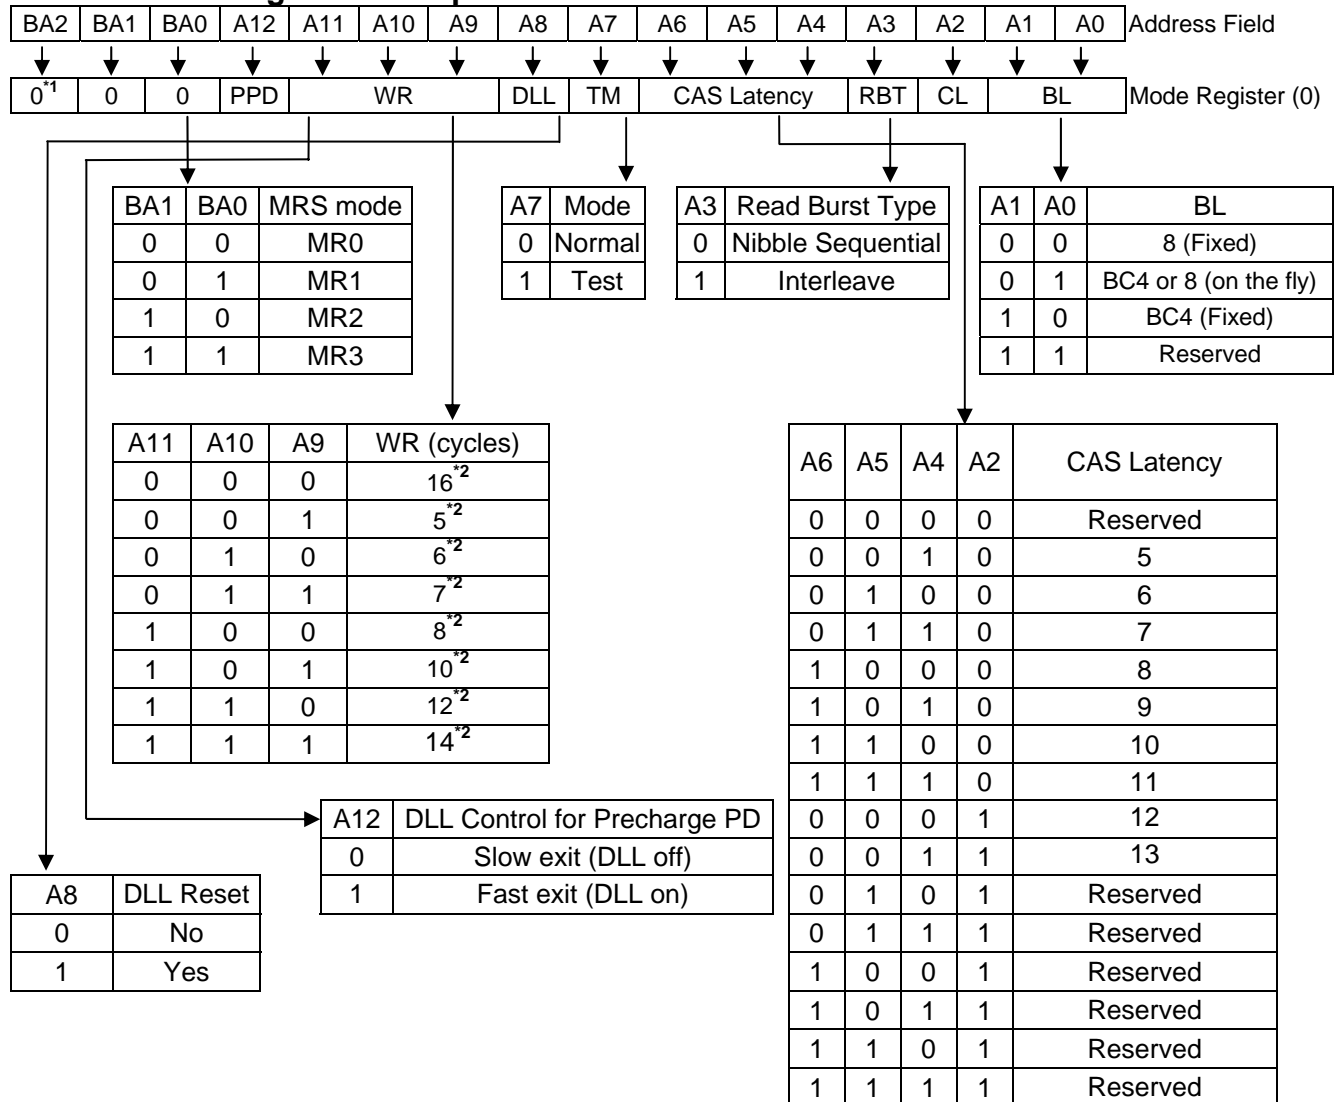 BA2 BA1 BA0 A12 A11 A10 A9 A8 A7 A6 A5 A4 A3 A2 A1 A0 Address Field
0*1 0 0 PPD WR DLL TM CAS Latency RBT CL BL Mode Register (0)
BA1 BA0 MRS mode
0 0 MR0
0 1 MR1
1 0 MR2
1 1 MR3
A7 Mode
0 Normal
1 Test
A3 Read Burst Type
0 Nibble Sequential
1 Interleave
A1 A0 BL
0 0 8 (Fixed)
0 1 BC4 or 8 (on the fly)
1 0 BC4 (Fixed)
1 1 Reserved
A11 A10 A9 WR (cycles)
0 0 0 16*2
0 0 1 5*2
0 1 0 6*2
0 1 1 7*2
1 0 0 8*2
1 0 1 10*2
1 1 0 12*2
1 1 1 14*2
A6 A5 A4 A2 CAS Latency
0 0 0 0 Reserved
0 0 1 0 5
0 1 0 0 6
0 1 1 0 7
1 0 0 0 8
1 0 1 0 9
1 1 0 0 10
1 1 1 0 11
0 0 0 1 12
0 0 1 1 13
0 1 0 1 Reserved
0 1 1 1 Reserved
1 0 0 1 Reserved
1 0 1 1 Reserved
1 1 0 1 Reserved
1 1 1 1 Reserved
A12 DLL Control for Precharge PD
0 Slow exit (DLL off)
1 Fast exit (DLL on)
A8 DLL Reset
0 No
1 Yes